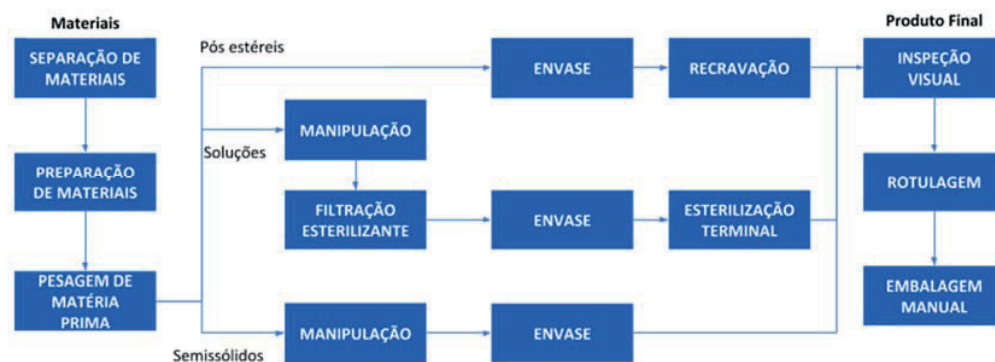 Materiais
SEPARAÇÃO DE
MATERIAIS
PREPARAÇÃO
DE MATERIAIS
PESAGEM DE
MATÉRIA
PRIMA
Pós estéreis
ENVASE
RECRAVAÇÃO
Soluções
MANIPULAÇÃO
FILTRAÇÃO
ESTERILIZANTE
ENVASE
ESTERILIZAÇÃO
TERMINAL
Semissólidos
MANIPULAÇÃO
ENVASE
Produto Final
INSPEÇÃO
VISUAL
ROTULAGEM
EMBALAGEM
MANUAL